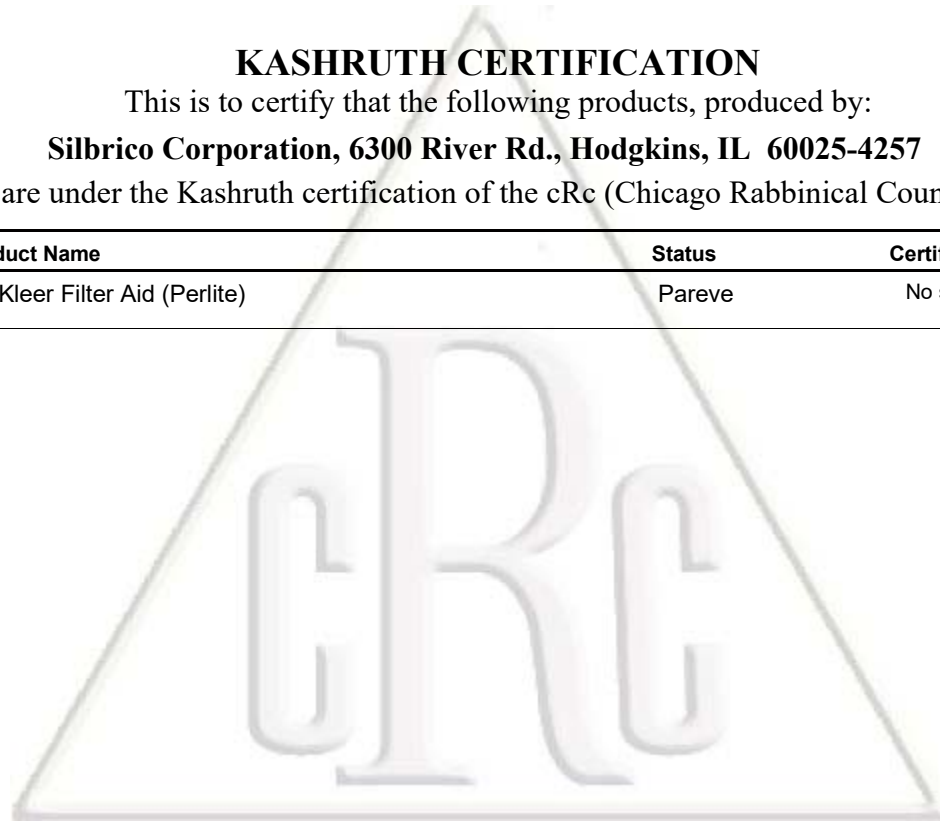 KASHRUTH CERTIFICATION
This is to certify that the following products, produced by:
Silbrico Corporation, 6300 River Rd., Hodgkins, IL 60025-4257
are under the Kashruth certification of the cRc (Chicago Rabbinical Coun
duct Name Status Certif
Kleer Filter Aid (Perlite) Pareve No s
cRc